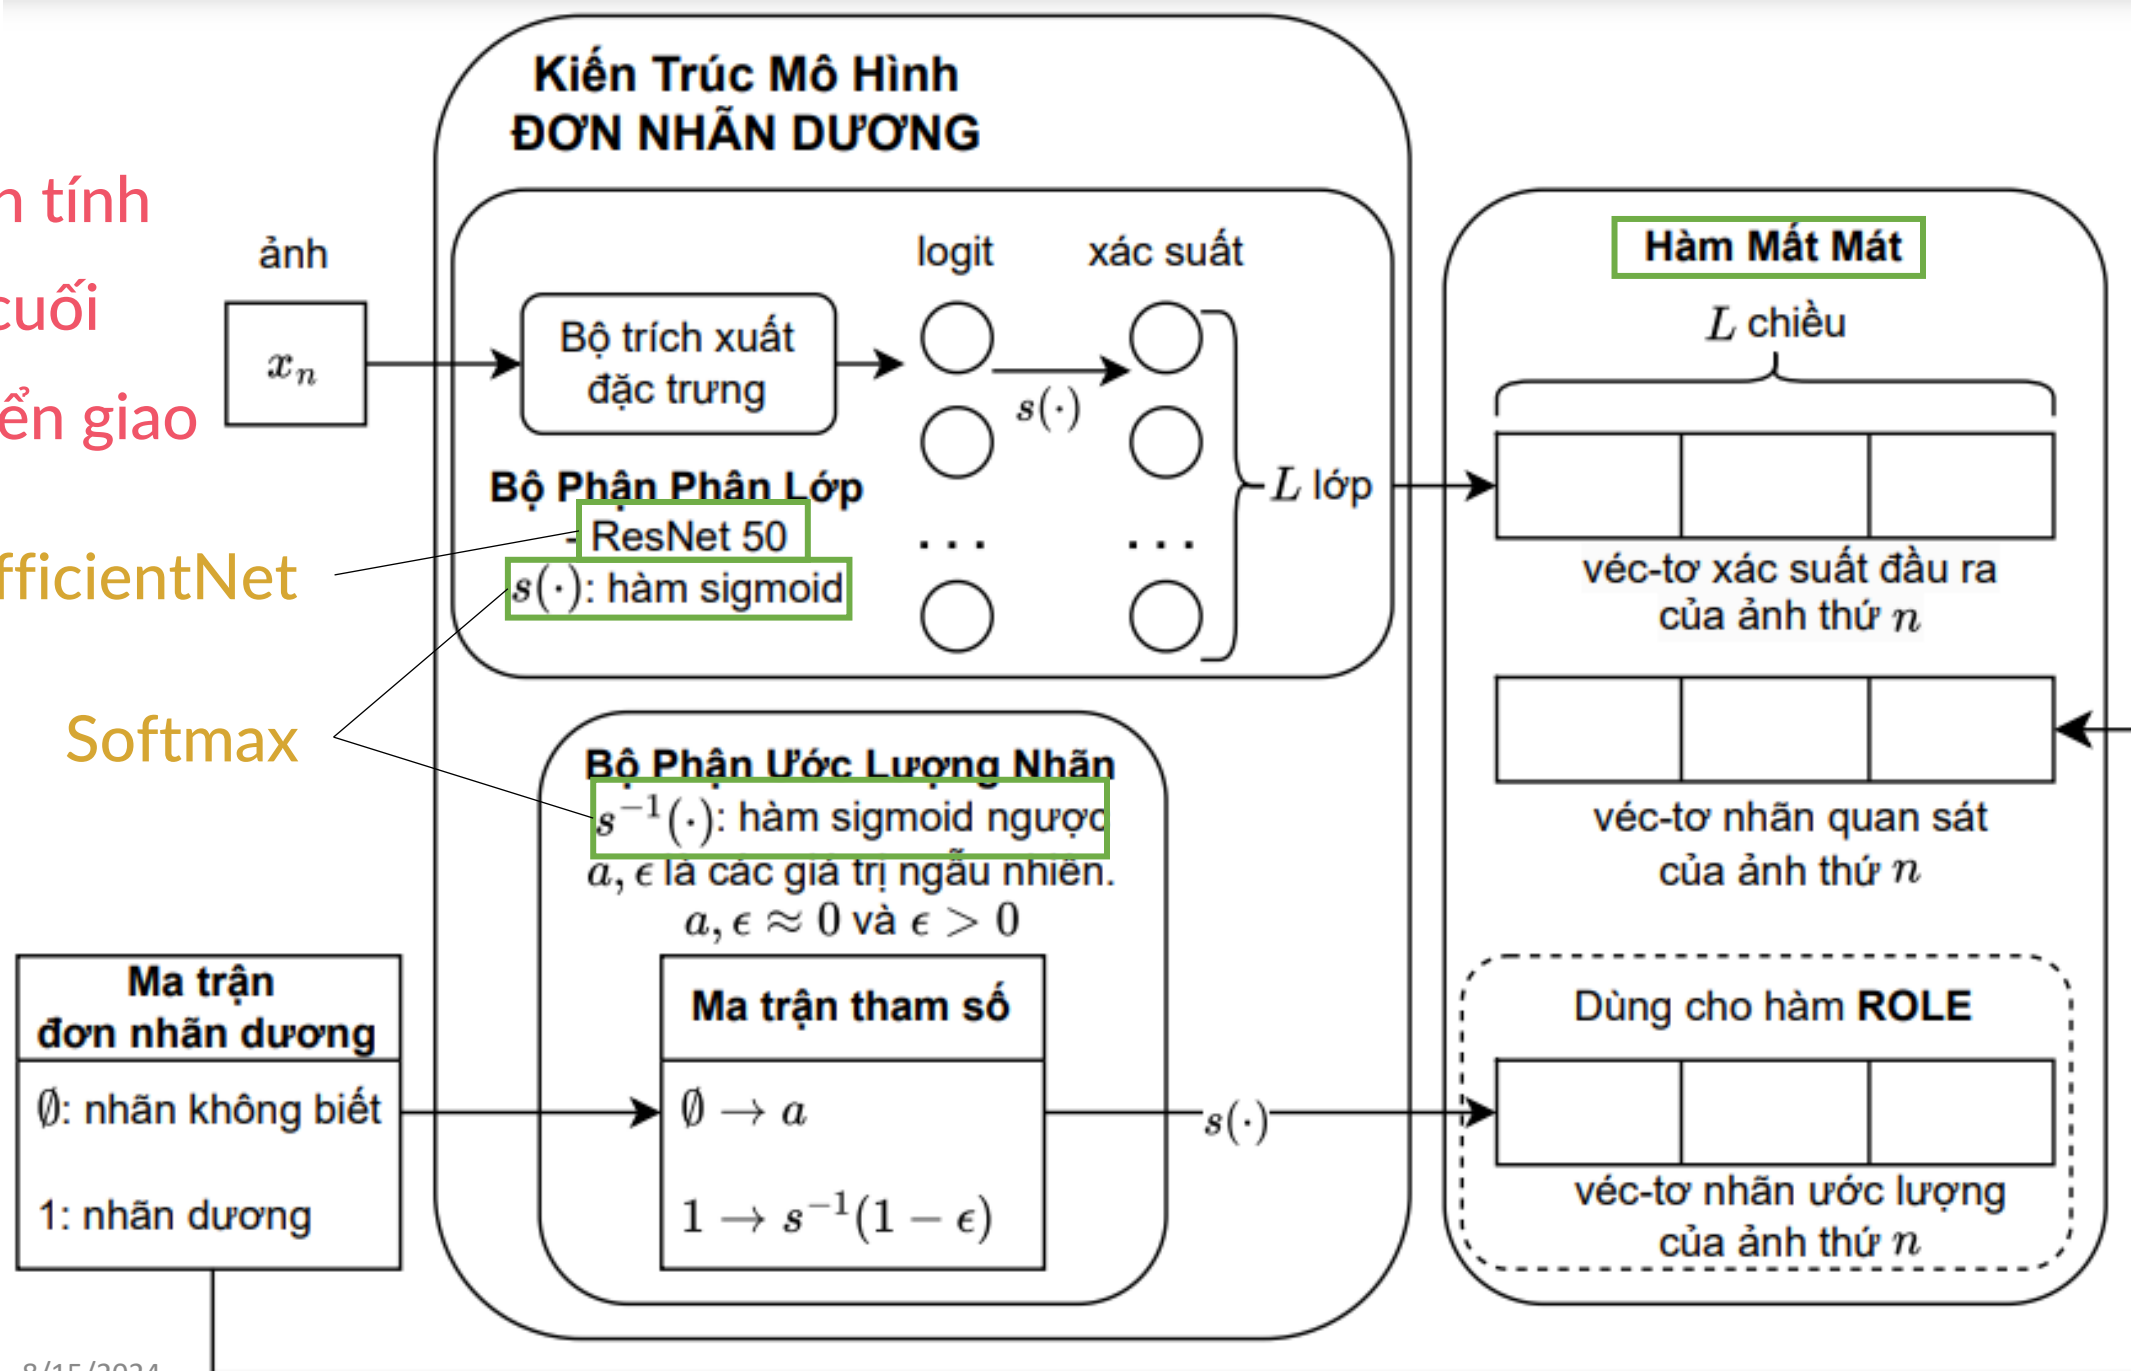 Kiến Trúc Mô Hình
ĐƠN NHÃN DƯƠNG
n tính
cuối
ển giao
fficientNet
Softmax
ảnh
xₙ
Bộ trích xuất
đặc trưng
logit
xác suất
s(·)
L lớp
Bộ Phận Phân Lớp
- ResNet 50
s(·): hàm sigmoid
Bộ Phận Ước Lượng Nhãn
s⁻¹(·): hàm sigmoid ngược
a, ϵ là các giá trị ngẫu nhiên.
a, ϵ ≈ 0 và ϵ > 0
Ma trận
đơn nhãn dương
∅: nhãn không biết
1: nhãn dương
Ma trận tham số
∅ → a
1 → s⁻¹(1 − ϵ)
s(·)
Hàm Mất Mát
L chiều
véc-tơ xác suất đầu ra
của ảnh thứ n
véc-tơ nhãn quan sát
của ảnh thứ n
Dùng cho hàm ROLE
véc-tơ nhãn ước lượng
của ảnh thứ n
8/15/2024